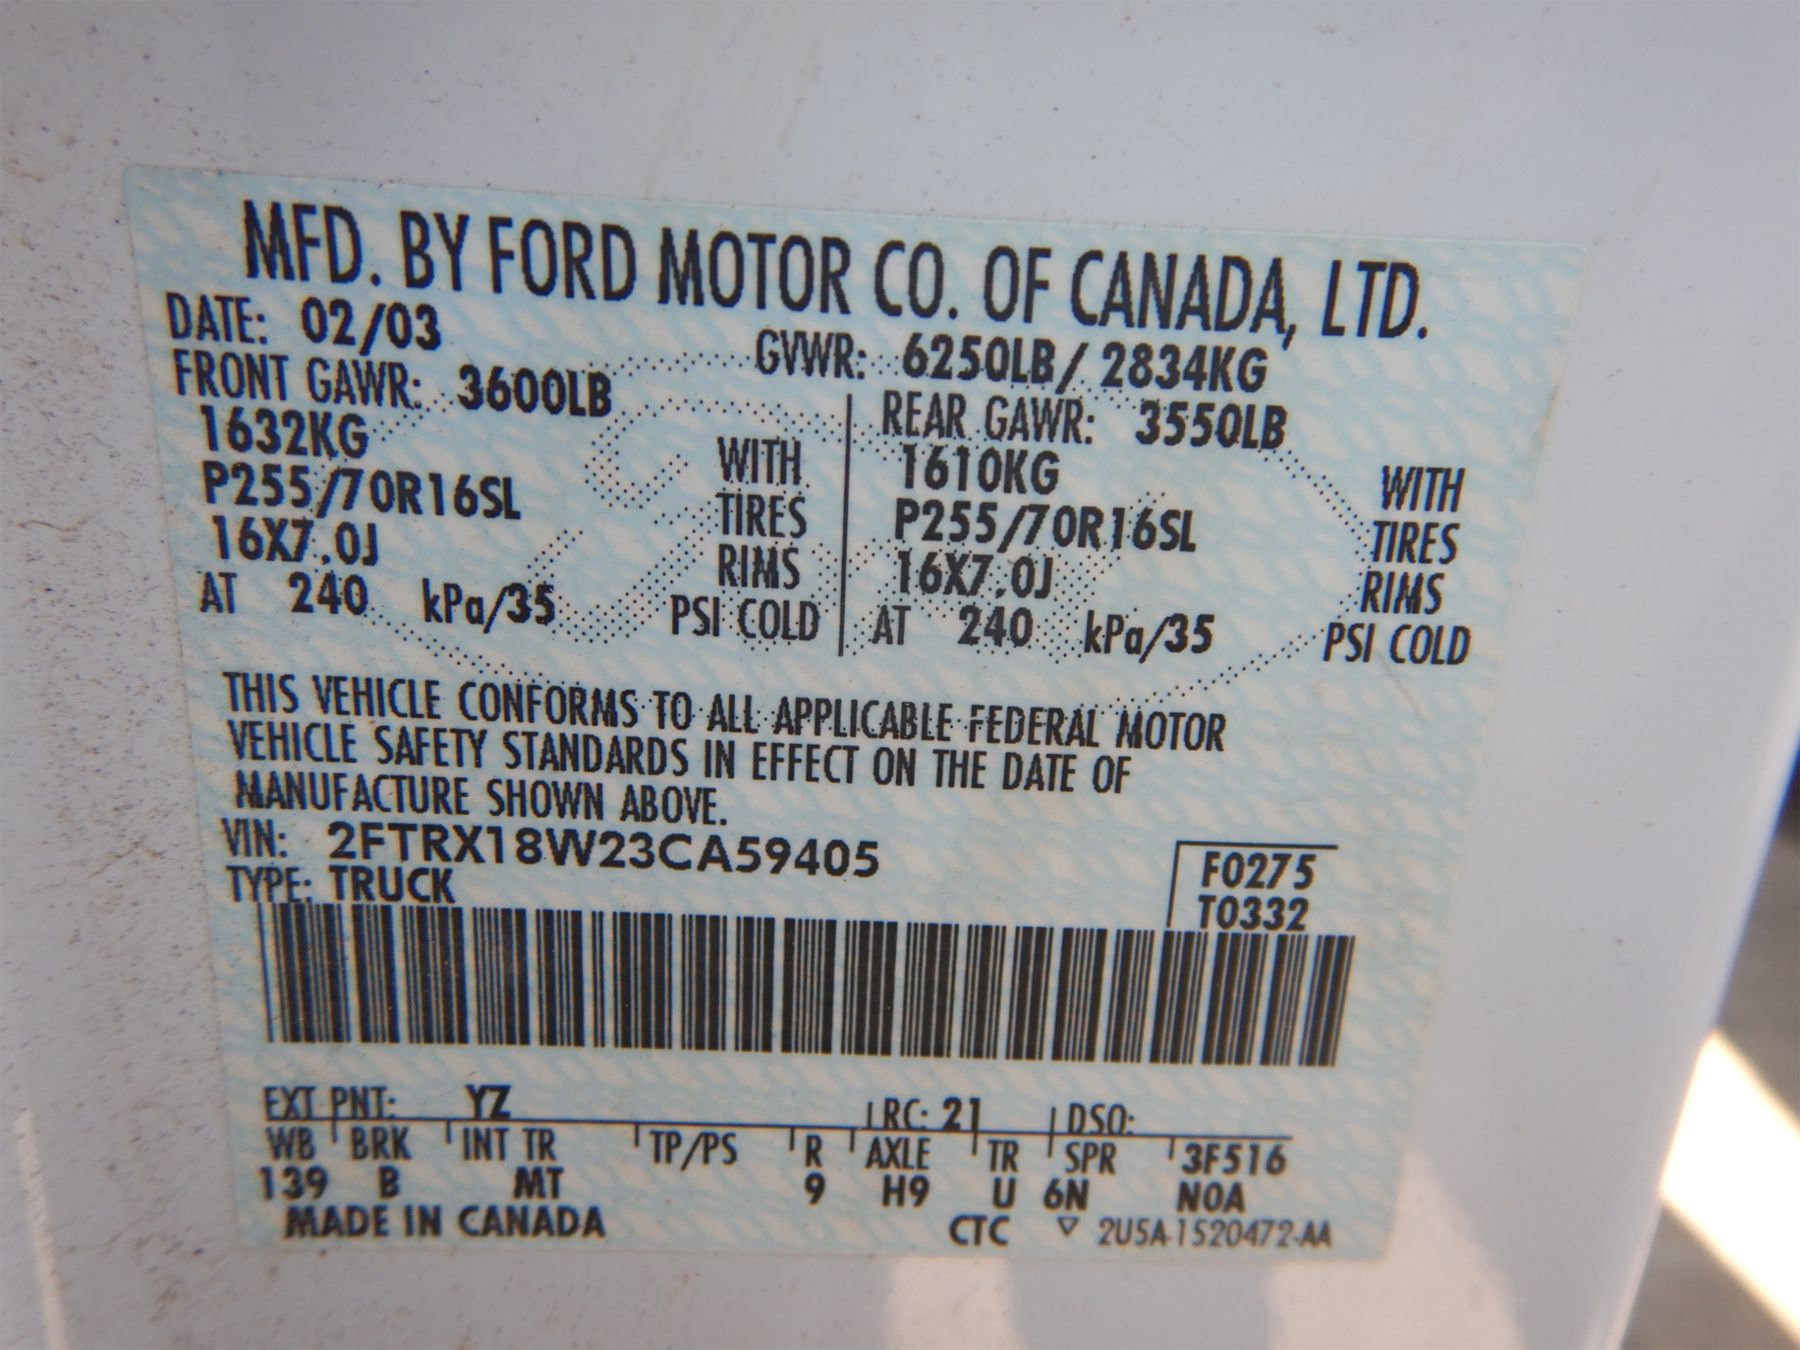 MFD. BY FORD MOTOR CO. OF CANADA, LTD.
DATE: 02/03
GVWR: 6250LB / 2834KG
FRONT GAWR: 3600LB
1632KG WITH
P255/70R16SL TIRES
16X7.0J RIMS
AT 240 kPa/35 PSI COLD
REAR GAWR: 3550LB
1610KG WITH
P255/70R16SL TIRES
16X7.0J RIMS
AT 240 kPa/35 PSI COLD
THIS VEHICLE CONFORMS TO ALL APPLICABLE FEDERAL MOTOR
VEHICLE SAFETY STANDARDS IN EFFECT ON THE DATE OF
MANUFACTURE SHOWN ABOVE.
VIN: 2FTRX18W23CA59405
TYPE: TRUCK
F0275
T0332
EXT PNT: YZ RC: 21 DSO:
WB BRK INT TR TP/PS R AXLE TR SPR 3F516
139 B MT 9 H9 U 6N NOA
MADE IN CANADA CTC ▽ 2U5A-1520472-AA